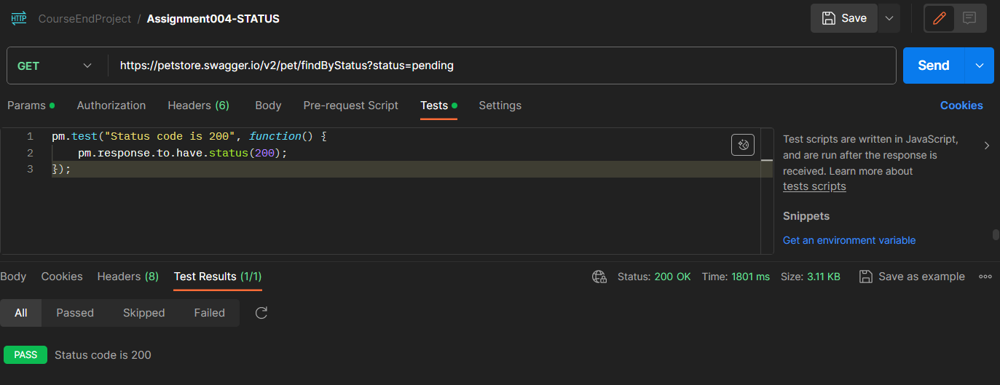 HTTP CourseEndProject / Assignment004-STATUS Save
GET https://petstore.swagger.io/v2/pet/findByStatus?status=pending Send
Params Authorization Headers (6) Body Pre-request Script Tests Settings Cookies
1 pm.test("Status code is 200", function() {
2 pm.response.to.have.status(200);
3 });
Test scripts are written in JavaScript,
and are run after the response is
received. Learn more about
tests scripts
Snippets
Get an environment variable
Body Cookies Headers (8) Test Results (1/1) Status: 200 OK Time: 1801 ms Size: 3.11 KB Save as example
All Passed Skipped Failed
PASS Status code is 200